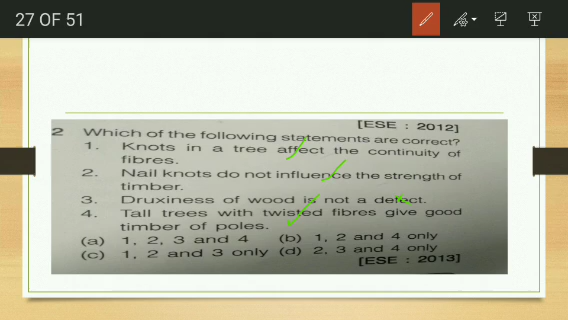 27 OF 51
[ESE : 2012]
2 Which of the following statements are correct?
1. Knots in a tree affect the continuity of
fibres.
2. Nail knots do not influence the strength of
timber.
3. Druxiness of wood is not a defect.
4. Tall trees with twisted fibres give good
timber of poles.
(a) 1, 2, 3 and 4 (b) 1, 2 and 4 only
(c) 1, 2 and 3 only (d) 2, 3 and 4 only
[ESE : 2013]